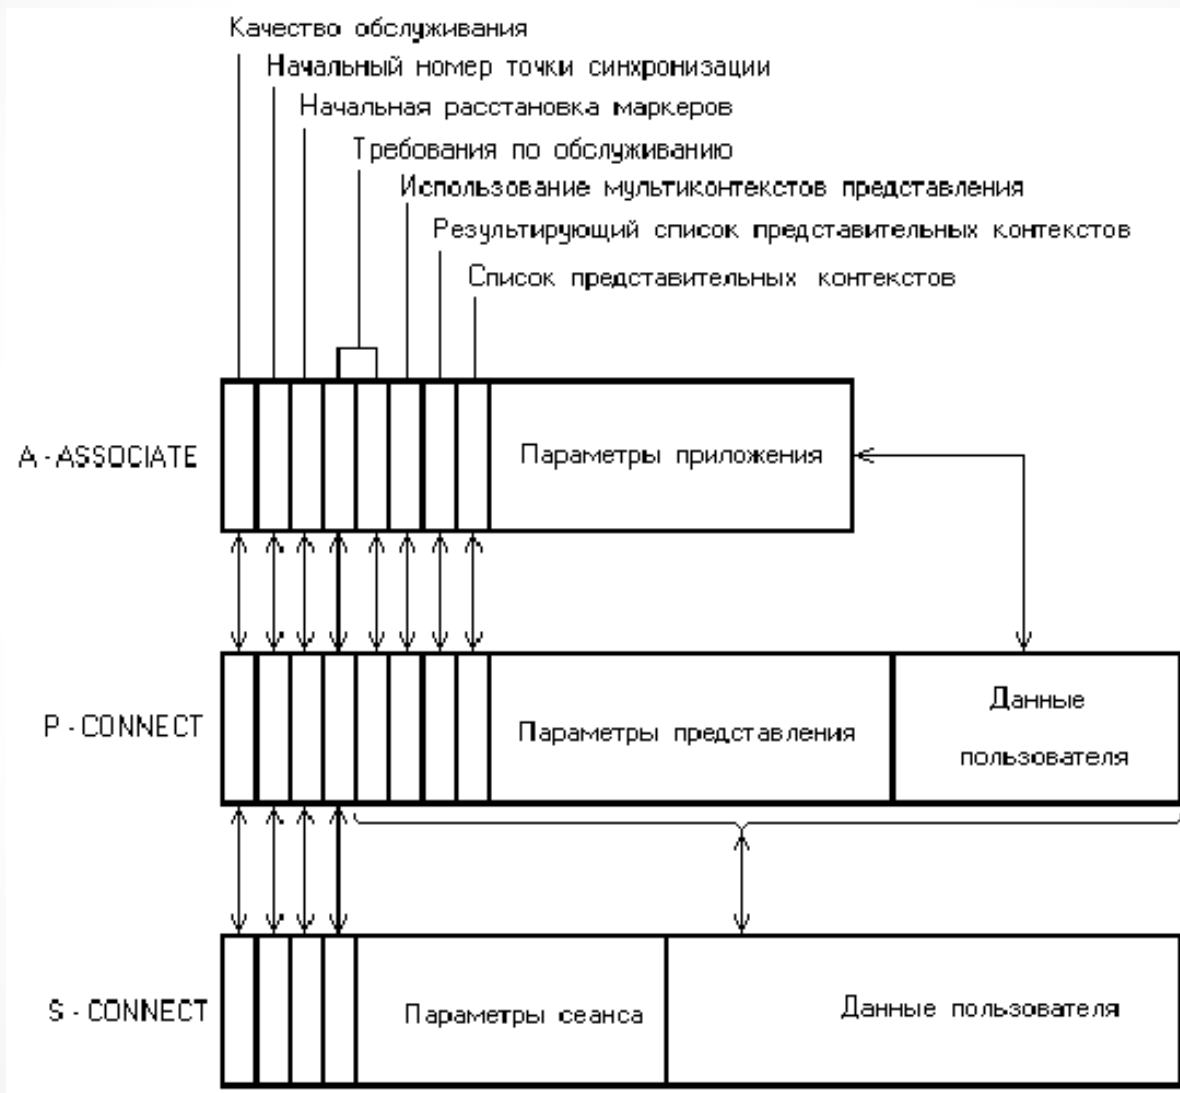 Качество обслуживания
Начальный номер точки синхронизации
Начальная расстановка маркеров
Требования по обслуживанию
Использование мультиконтекстов представления
Результирующий список представительных контекстов
Список представительных контекстов
A - ASSOCIATE
Параметры приложения
P - CONNECT
Параметры представления
Данные
пользователя
S - CONNECT
Параметры сеанса
Данные пользователя